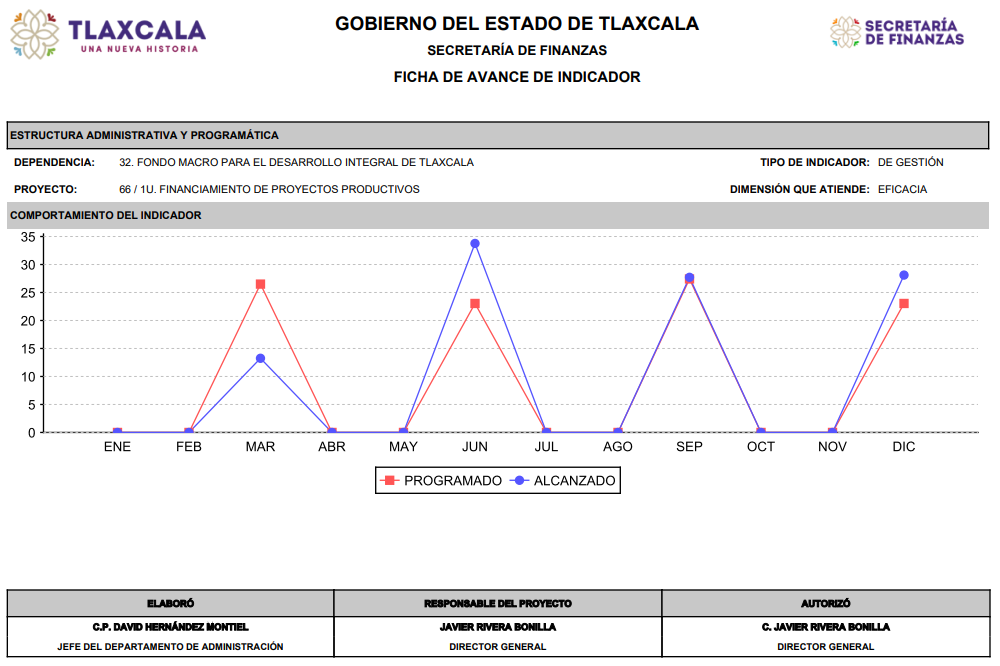 TLAXCALA
UNA NUEVA HISTORIA
GOBIERNO DEL ESTADO DE TLAXCALA
SECRETARÍA DE FINANZAS
FICHA DE AVANCE DE INDICADOR
SECRETARÍA
DE FINANZAS
ESTRUCTURA ADMINISTRATIVA Y PROGRAMÁTICA
DEPENDENCIA: 32. FONDO MACRO PARA EL DESARROLLO INTEGRAL DE TLAXCALA TIPO DE INDICADOR: DE GESTIÓN
PROYECTO: 66 / 1U. FINANCIAMIENTO DE PROYECTOS PRODUCTIVOS DIMENSIÓN QUE ATIENDE: EFICACIA
COMPORTAMIENTO DEL INDICADOR
35
30
25
20
15
10
5
0
ENE FEB MAR ABR MAY JUN JUL AGO SEP OCT NOV DIC
PROGRAMADO ALCANZADO
ELABORÓ RESPONSABLE DEL PROYECTO AUTORIZÓ
C.P. DAVID HERNÁNDEZ MONTIEL JAVIER RIVERA BONILLA C. JAVIER RIVERA BONILLA
JEFE DEL DEPARTAMENTO DE ADMINISTRACIÓN DIRECTOR GENERAL DIRECTOR GENERAL